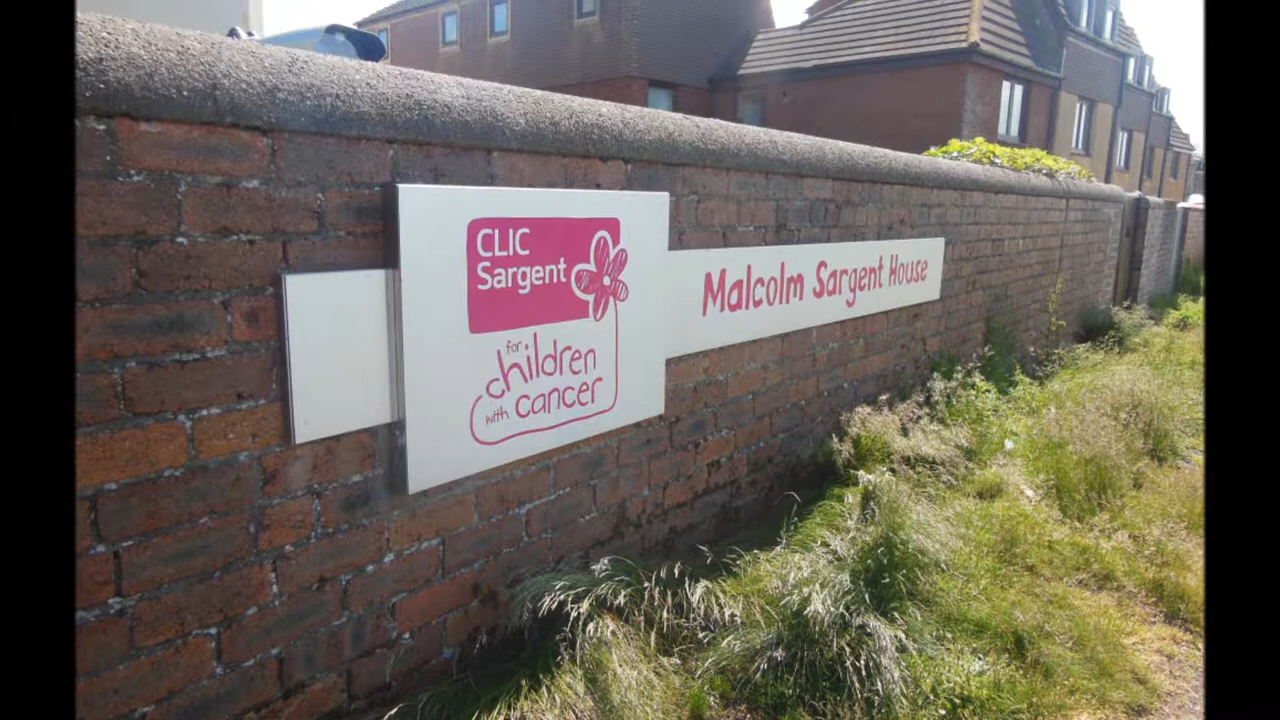 CLIC
Sargent
for
children
with cancer
Malcolm Sargent House